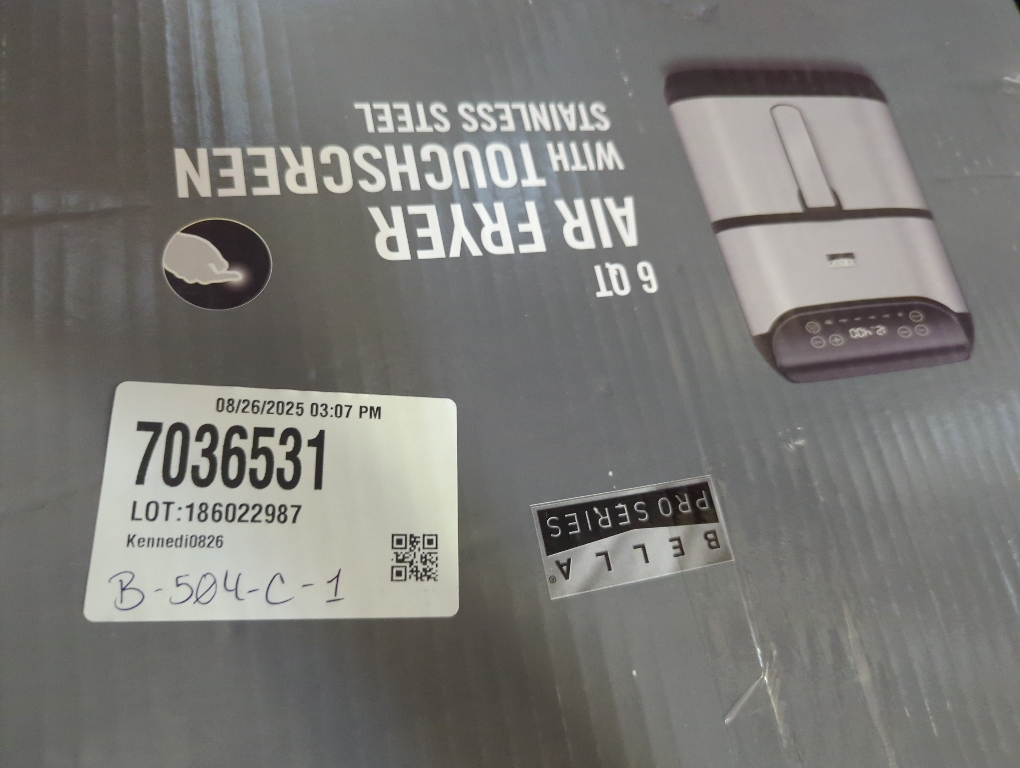 6 QT
AIR FRYER
WITH TOUCHSCREEN
STAINLESS STEEL
08/26/2025 03:07 PM
7036531
LOT:186022987
Kennedi0826
B-504-C-1
BELLA®
PRO SERIES